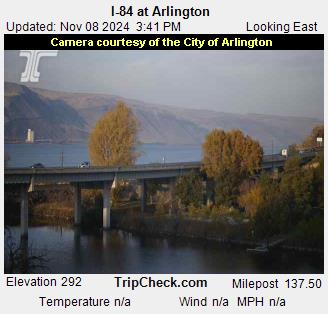 I-84 at Arlington
Updated: Nov 08 2024 3:41 PM Looking East
Camera courtesy of the City of Arlington
Elevation 292 TripCheck.com Milepost 137.50
Temperature n/a Wind n/a MPH n/a